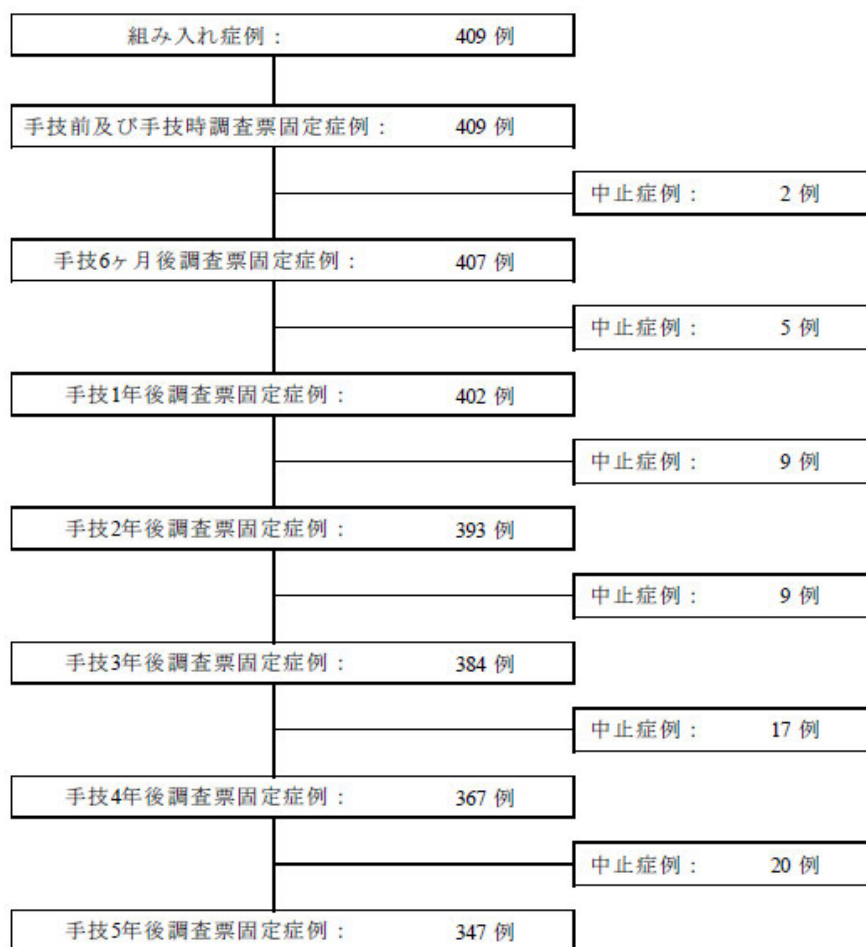 組み入れ症例： 409 例
手技前及び手技時調査票固定症例： 409 例
中止症例： 2 例
手技6ヶ月後調査票固定症例： 407 例
中止症例： 5 例
手技1年後調査票固定症例： 402 例
中止症例： 9 例
手技2年後調査票固定症例： 393 例
中止症例： 9 例
手技3年後調査票固定症例： 384 例
中止症例： 17 例
手技4年後調査票固定症例： 367 例
中止症例： 20 例
手技5年後調査票固定症例： 347 例